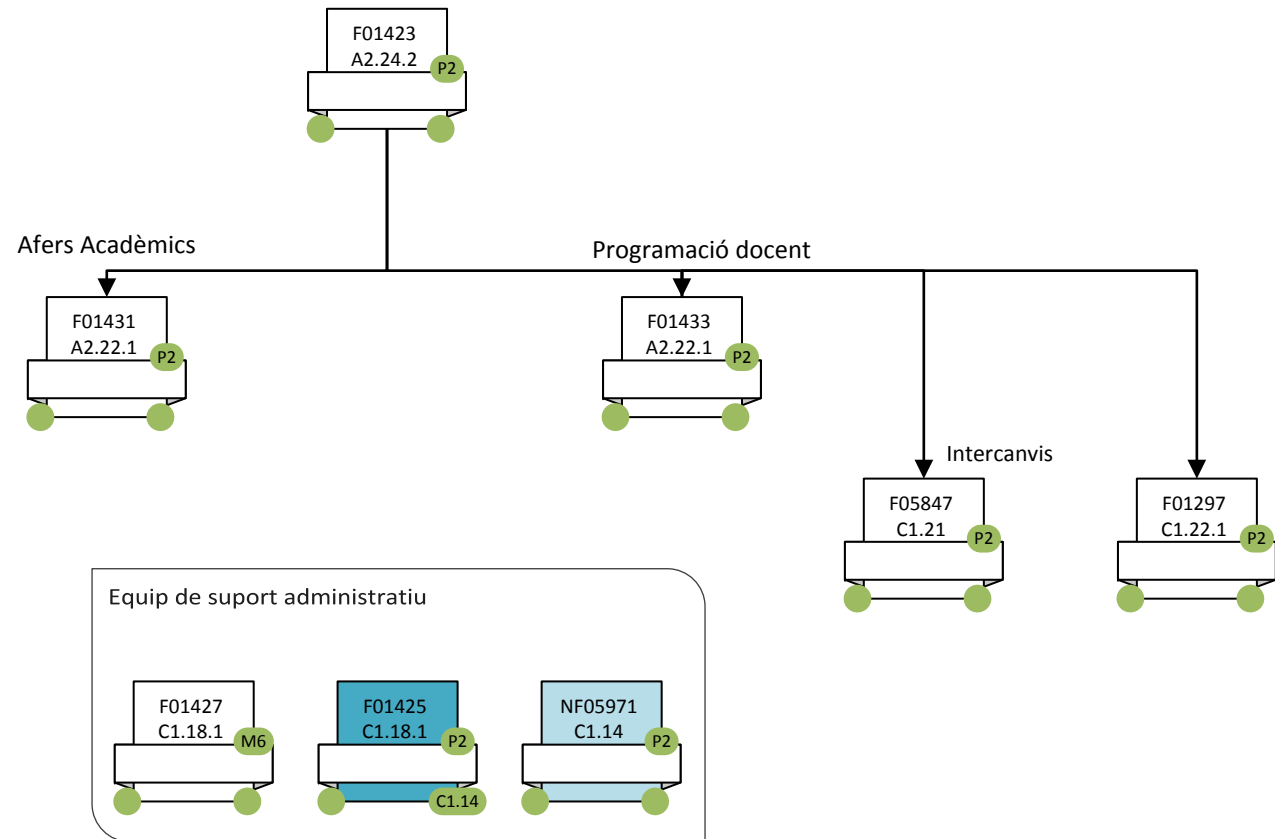 F01423
A2.24.2
P2
Afers Acadèmics
Programació docent
F01431
A2.22.1
P2
F01433
A2.22.1
P2
Intercanvis
F05847
C1.21
P2
F01297
C1.22.1
P2
Equip de suport administratiu
F01427
C1.18.1
M6
F01425
C1.18.1
P2
C1.14
NF05971
C1.14
P2